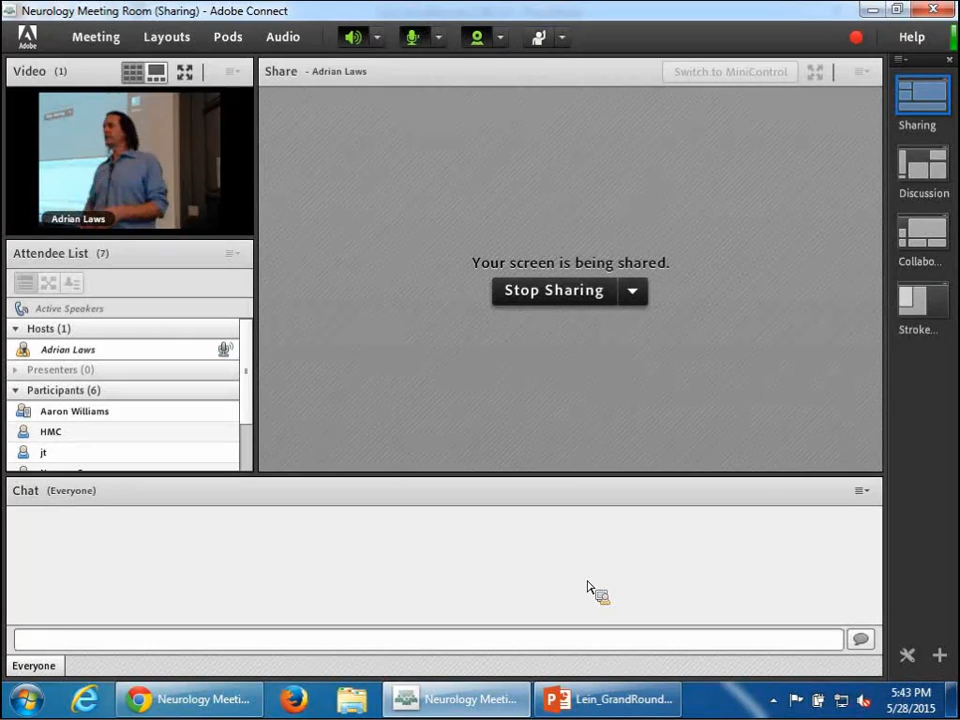 Neurology Meeting Room (Sharing) - Adobe Connect
Adobe
Meeting
Layouts
Pods
Audio
Help
Video (1)
Adrian Laws
Share - Adrian Laws
Switch to MiniControl
Your screen is being shared.
Stop Sharing
Attendee List (7)
Active Speakers
Hosts (1)
Adrian Laws
Presenters (0)
Participants (6)
Aaron Williams
HMC
jt
Chat (Everyone)
Everyone
Sharing
Discussion
Collabo...
Stroke...
Neurology Meeti...
Neurology Meeti...
Lein_GrandRound...
5:43 PM
5/28/2015